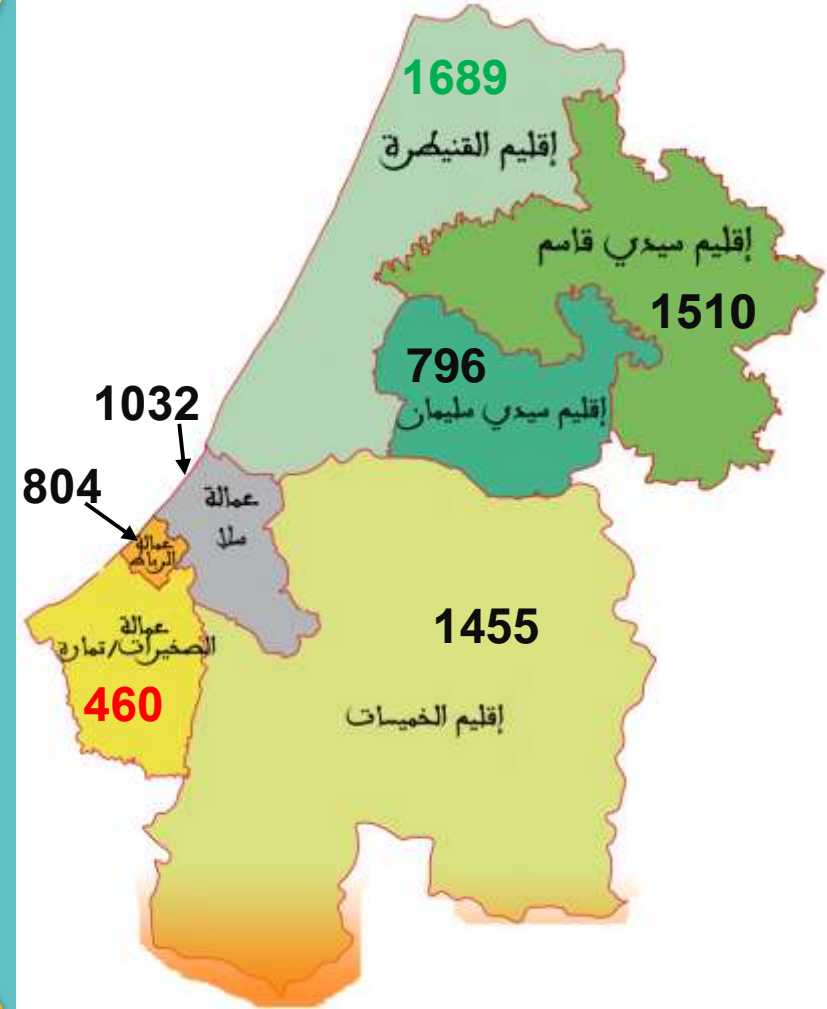 1689
إقليم القنيطرة
إقليم سيدي قاسم
1510
796
إقليم سيدي سليمان
1032
804
عمالة
سلا
عمالة
الرباط
1455
عمالة
الصخيرات/تمارة
460
إقليم الخميسات